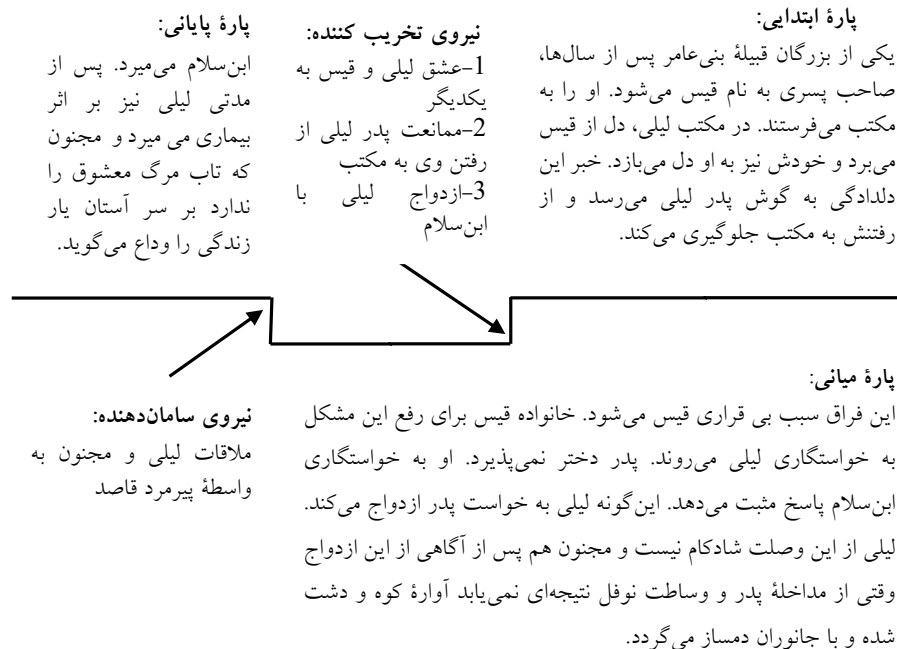 پارۀ ابتدایی:
یکی از بزرگان قبیلۀ بنی‌عامر پس از سال‌ها،
صاحب پسری به نام قیس می‌شود. او را به
مکتب می‌فرستند. در مکتب لیلی، دل از قیس
می‌برد و خودش نیز به او دل می‌بازد. خبر این
دلدادگی به گوش پدر لیلی می‌رسد و از
رفتنش به مکتب جلوگیری می‌کند.
نیروی تخریب کننده:
1-عشق لیلی و قیس به
یکدیگر
2-ممانعت پدر لیلی از
رفتن وی به مکتب
3-ازدواج لیلی با
ابن‌سلام
پارۀ پایانی:
ابن‌سلام می‌میرد. پس از
مدتی لیلی نیز بر اثر
بیماری می میرد و مجنون
که تاب مرگ معشوق را
ندارد بر سر آستان یار
زندگی را وداع می‌گوید.
پارۀ میانی:
این فراق سبب بی قراری قیس می‌شود. خانواده قیس برای رفع این مشکل
به خواستگاری لیلی می‌روند. پدر دختر نمی‌پذیرد. او به خواستگاری
ابن‌سلام پاسخ مثبت می‌دهد. این‌گونه لیلی به خواست پدر ازدواج می‌کند.
لیلی از این وصلت شادکام نیست و مجنون هم پس از آگاهی از این ازدواج
وقتی از مداخلۀ پدر و وساطت نوفل نتیجه‌ای نمی‌یابد آوارۀ کوه و دشت
شده و با جانوران دمساز می‌گردد.
نیروی سامان‌دهنده:
ملاقات لیلی و مجنون به
واسطۀ پیرمرد قاصد